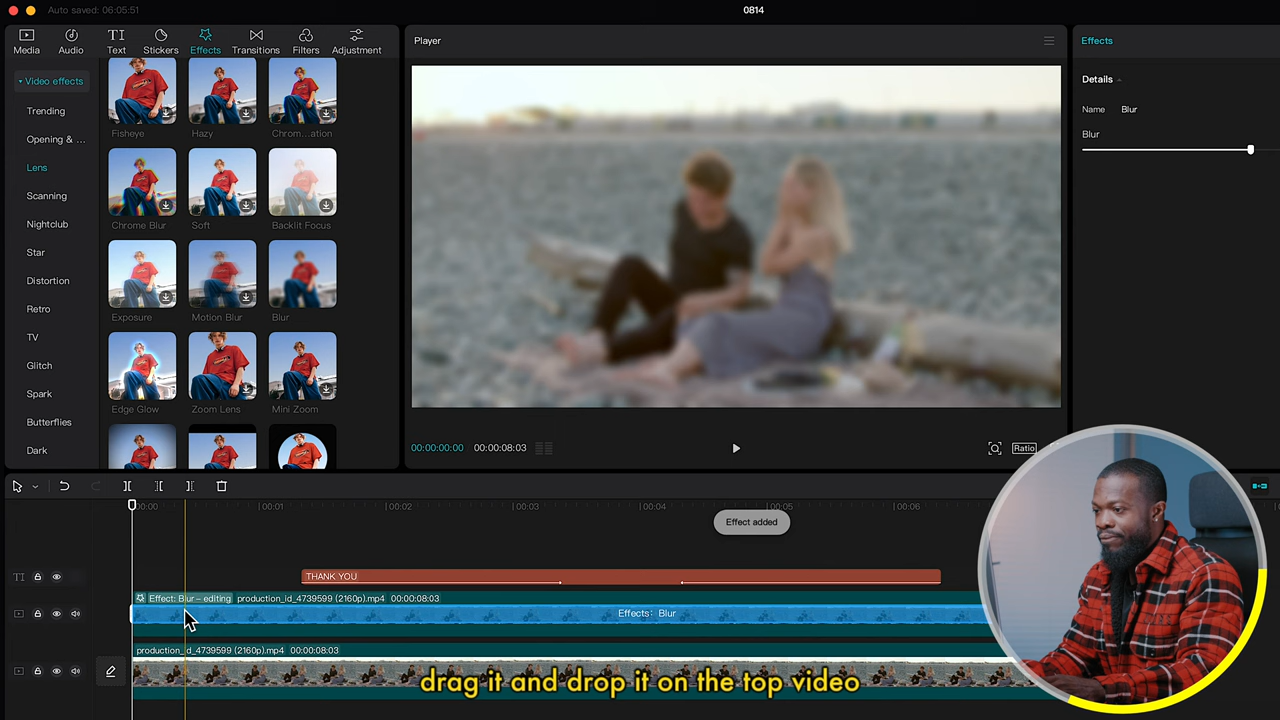 Auto saved: 06:05:51
0814
Media
Audio
Text
Stickers
Effects
Transitions
Filters
Adjustment
Video effects
Trending
Opening & ...
Lens
Scanning
Nightclub
Star
Distortion
Retro
TV
Glitch
Spark
Butterflies
Dark
Fisheye
Hazy
Chrom...ation
Chrome Blur
Soft
Backlit Focus
Exposure
Motion Blur
Blur
Edge Glow
Zoom Lens
Mini Zoom
Player
00:00:00:00
00:00:08:03
Ratio
Effects
Details
Name Blur
Blur
00:00
00:01
00:02
00:03
00:04
00:05
00:06
Effect added
TI
THANK YOU
Effect: Blur – editing production_id_4739599 (2160p).mp4 00:00:08:03
Effects: Blur
production_id_4739599 (2160p).mp4 00:00:08:03
drag it and drop it on the top video